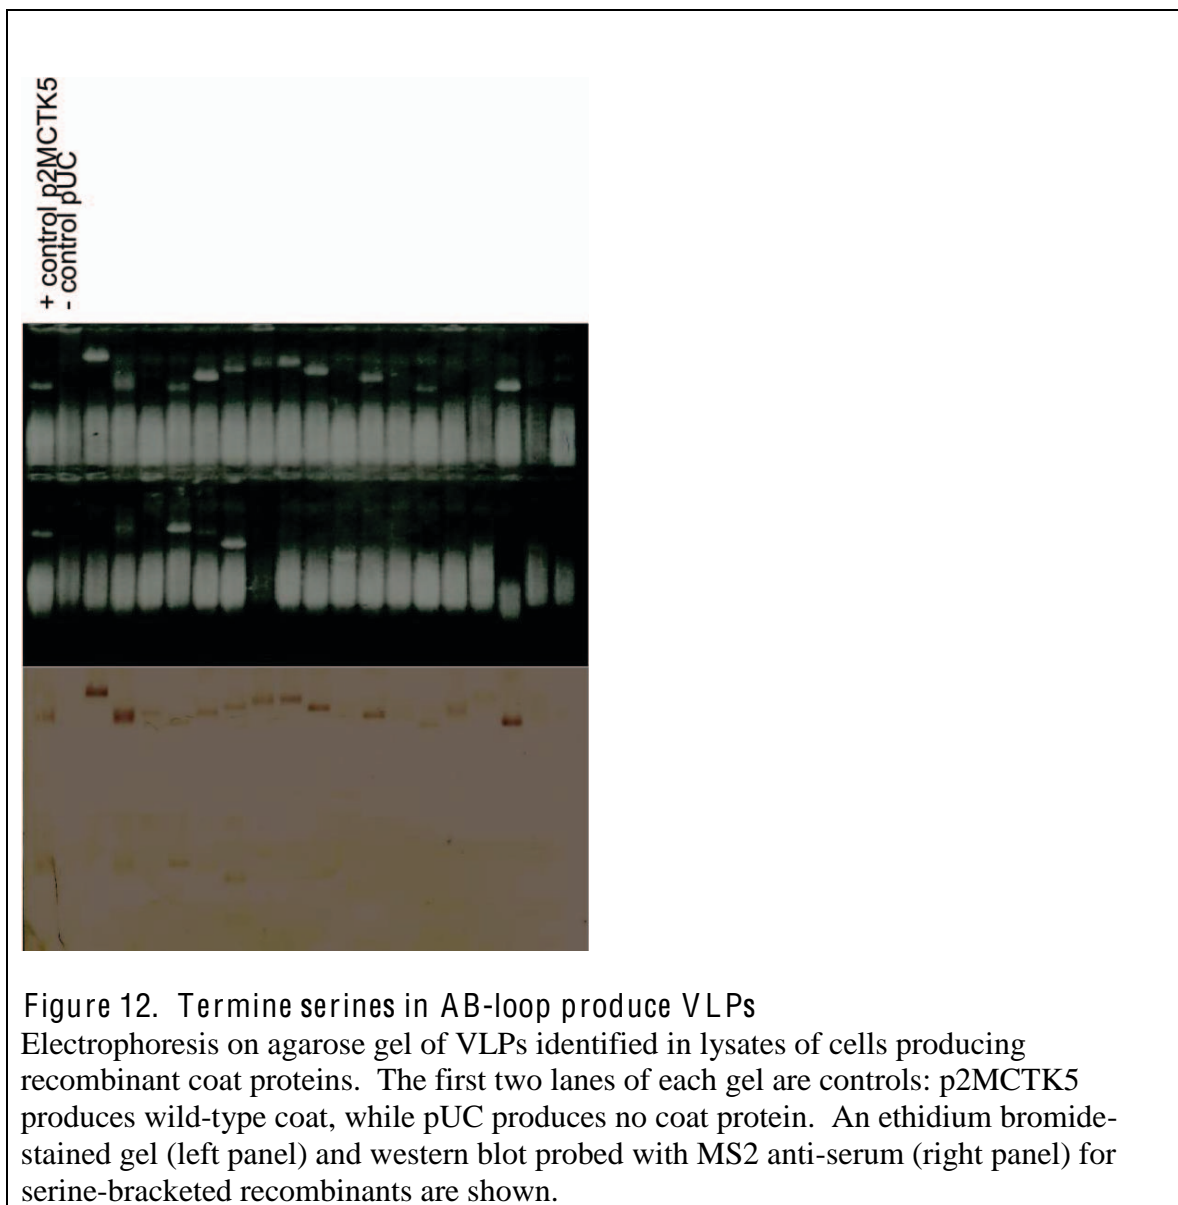 + control p2MCTK5
- control pUC
Figure 12. Termine serines in AB-loop produce VLPs
Electrophoresis on agarose gel of VLPs identified in lysates of cells producing
recombinant coat proteins. The first two lanes of each gel are controls: p2MCTK5
produces wild-type coat, while pUC produces no coat protein. An ethidium bromide-
stained gel (left panel) and western blot probed with MS2 anti-serum (right panel) for
serine-bracketed recombinants are shown.